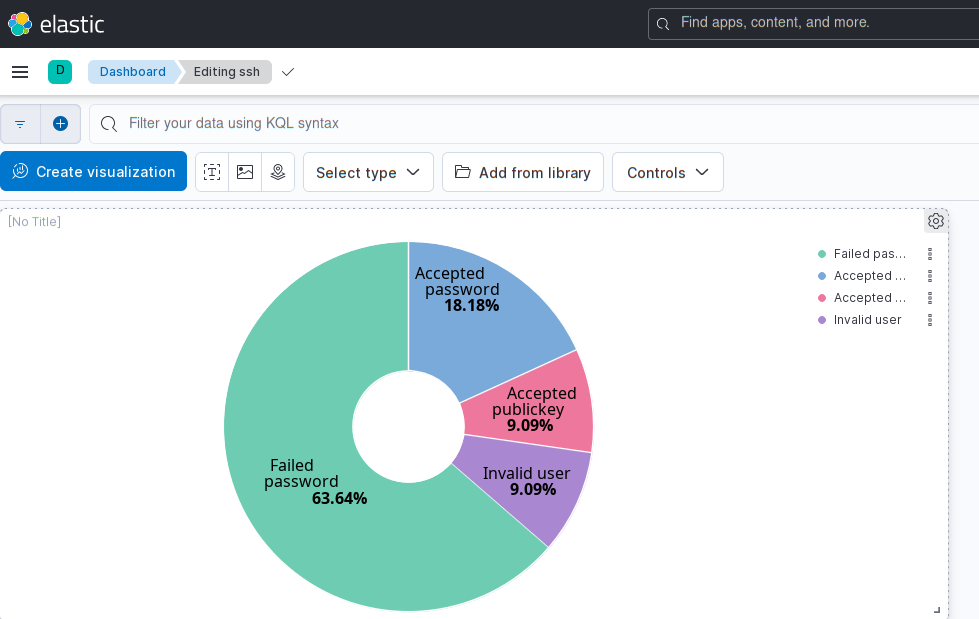 elastic
Find apps, content, and more.
D
Dashboard
Editing ssh
Filter your data using KQL syntax
Create visualization
T
Select type
Add from library
Controls
[No Title]
Accepted
password
18.18%
Accepted
publickey
9.09%
Invalid user
9.09%
Failed
password
63.64%
Failed pas...
Accepted ...
Accepted ...
Invalid user